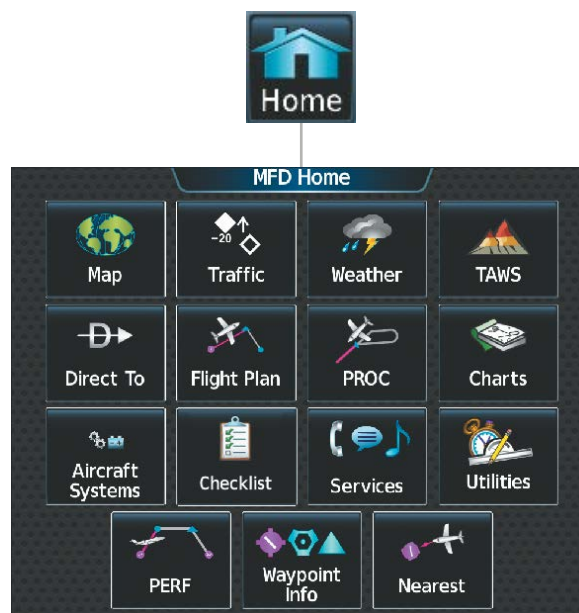 Home
MFD Home
Map
Traffic
-20
Weather
TAWS
Direct To
Flight Plan
PROC
Charts
Aircraft
Systems
Checklist
Services
Utilities
PERF
Waypoint
Info
Nearest